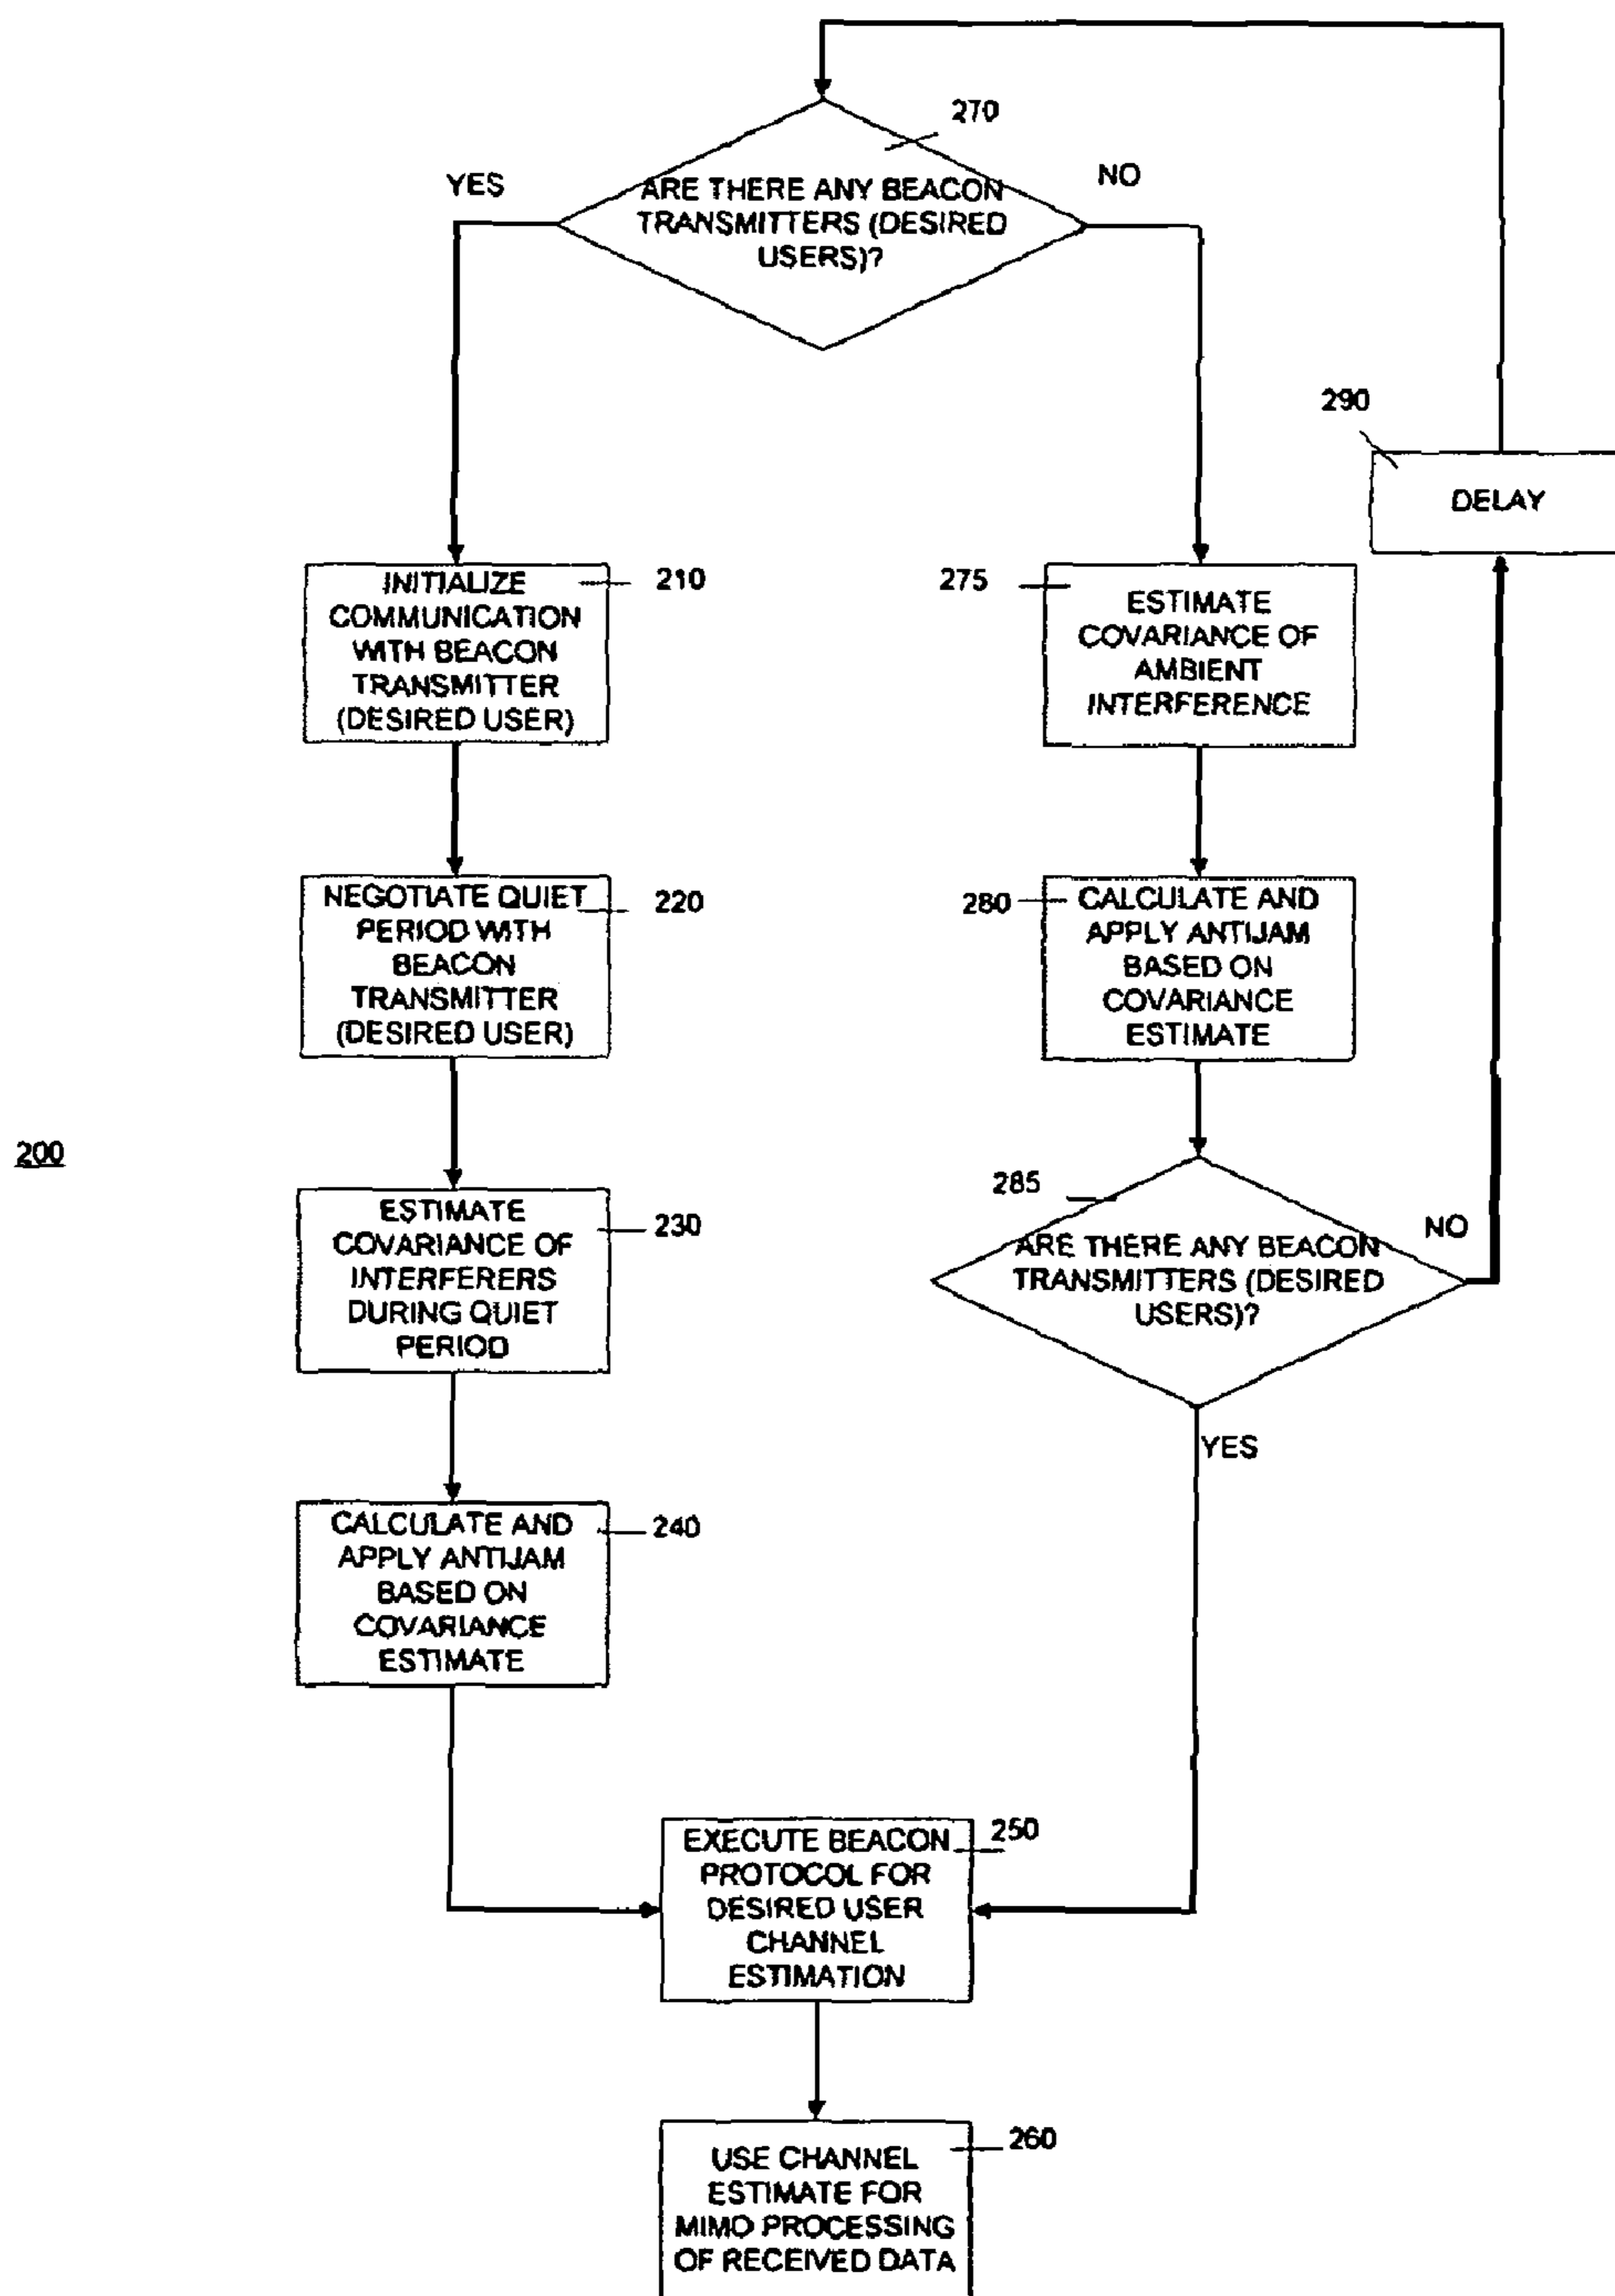 270
YES
NO
ARE THERE ANY BEACON
TRANSMITTERS (DESIRED
USERS)?
290
DELAY
INITIALIZE
COMMUNICATION
WITH BEACON
TRANSMITTER
(DESIRED USER)
210
275
ESTIMATE
COVARIANCE OF
AMBIENT
INTERFERENCE
NEGOTIATE QUIET
PERIOD WITH
BEACON
TRANSMITTER
(DESIRED USER)
220
280
CALCULATE AND
APPLY ANTIJAM
BASED ON
COVARIANCE
ESTIMATE
200
ESTIMATE
COVARIANCE OF
INTERFERERS
DURING QUIET
PERIOD
230
285
ARE THERE ANY BEACON
TRANSMITTERS (DESIRED
USERS)?
NO
YES
CALCULATE AND
APPLY ANTIJAM
BASED ON
COVARIANCE
ESTIMATE
240
EXECUTE BEACON
PROTOCOL FOR
DESIRED USER
CHANNEL
ESTIMATION
250
USE CHANNEL
ESTIMATE FOR
MIMO PROCESSING
OF RECEIVED DATA
260